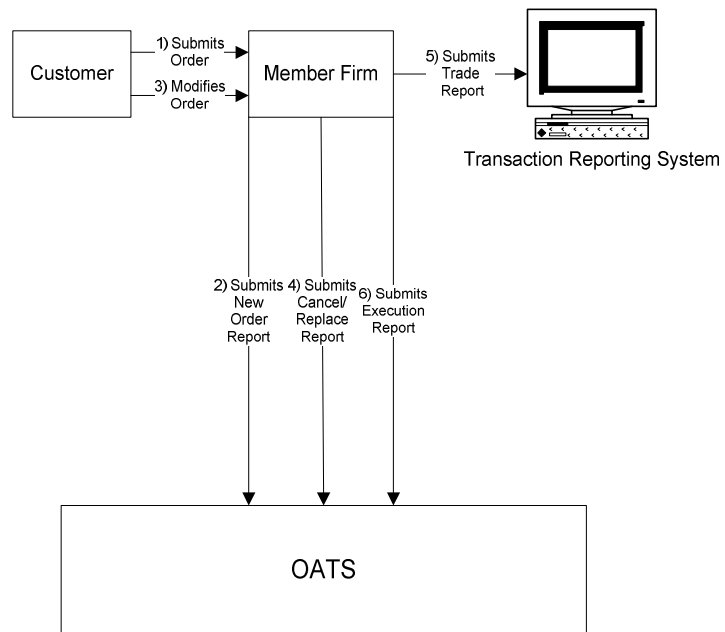 Customer
1) Submits
Order
3) Modifies
Order
Member Firm
5) Submits
Trade
Report
Transaction Reporting System
2) Submits
New
Order
Report
4) Submits
Cancel/
Replace
Report
6) Submits
Execution
Report
OATS